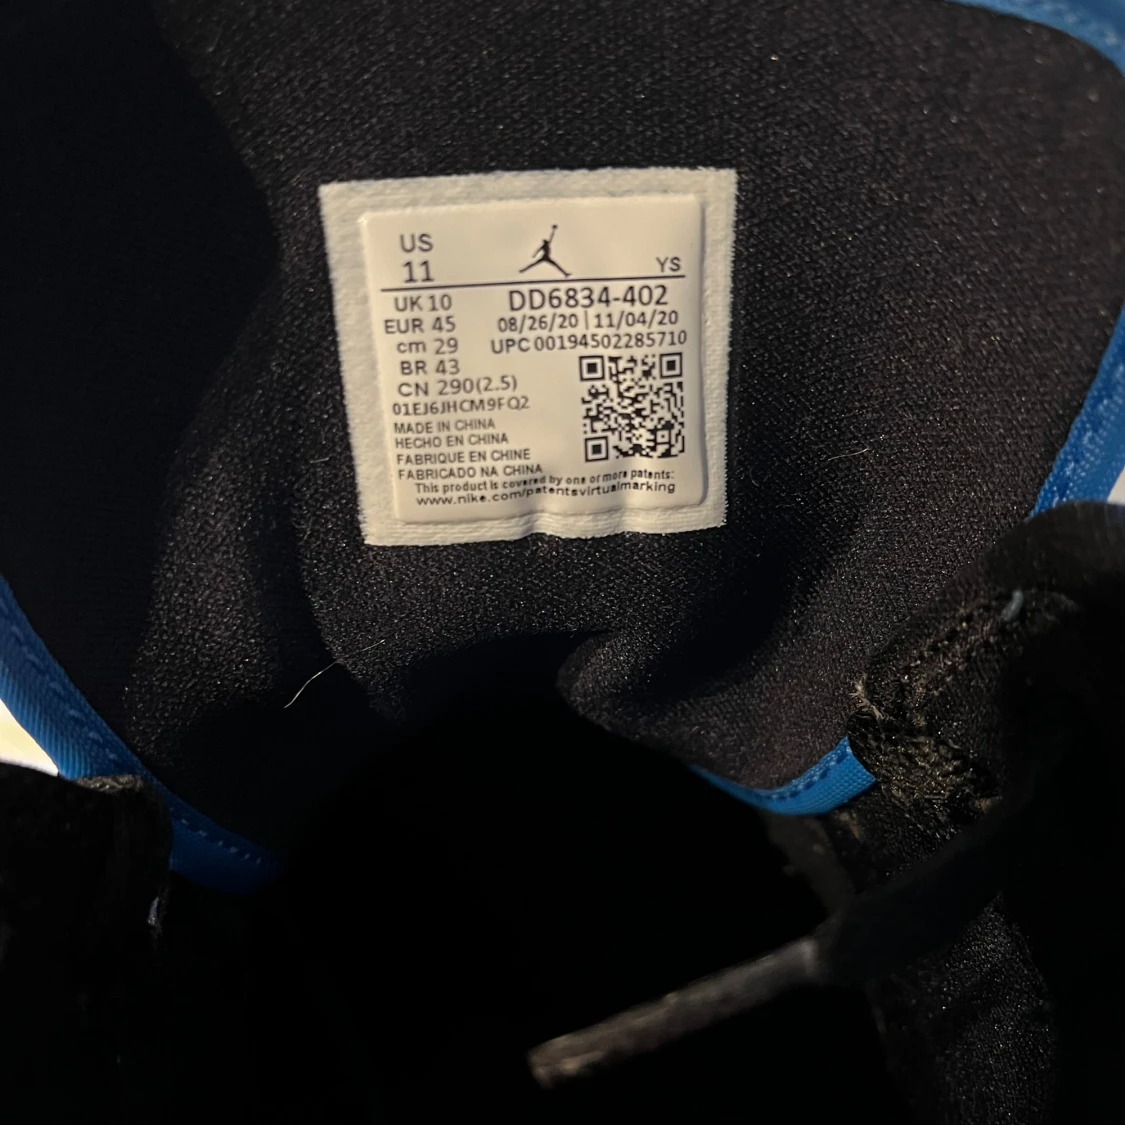 US
11
YS
UK 10
DD6834-402
EUR 45
08/26/20 | 11/04/20
cm 29
UPC 00194502285710
BR 43
CN 290(2.5)
01EJ6JHCM9FQ2
MADE IN CHINA
HECHO EN CHINA
FABRIQUE EN CHINE
FABRICADO NA CHINA
This product is covered by one or more patents:
www.nike.com/patentsvirtualmarking